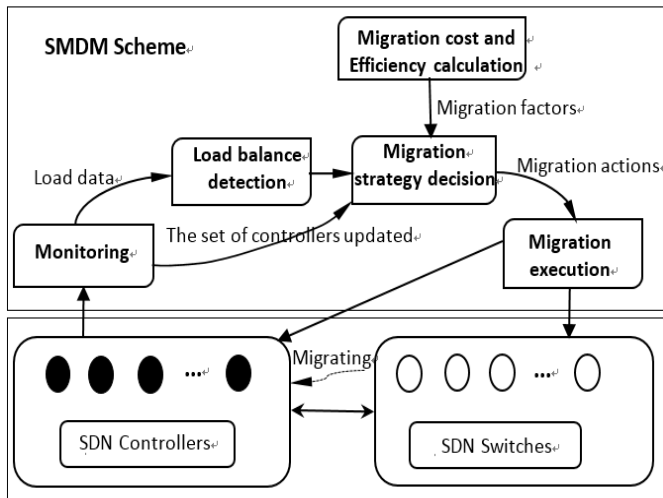 SMDM Scheme
Migration cost and
Efficiency calculation
Migration factors
Load balance
detection
Migration
strategy decision
Migration actions
Load data
The set of controllers updated
Monitoring
Migration
execution
Migrating
...
...
SDN Controllers
SDN Switches